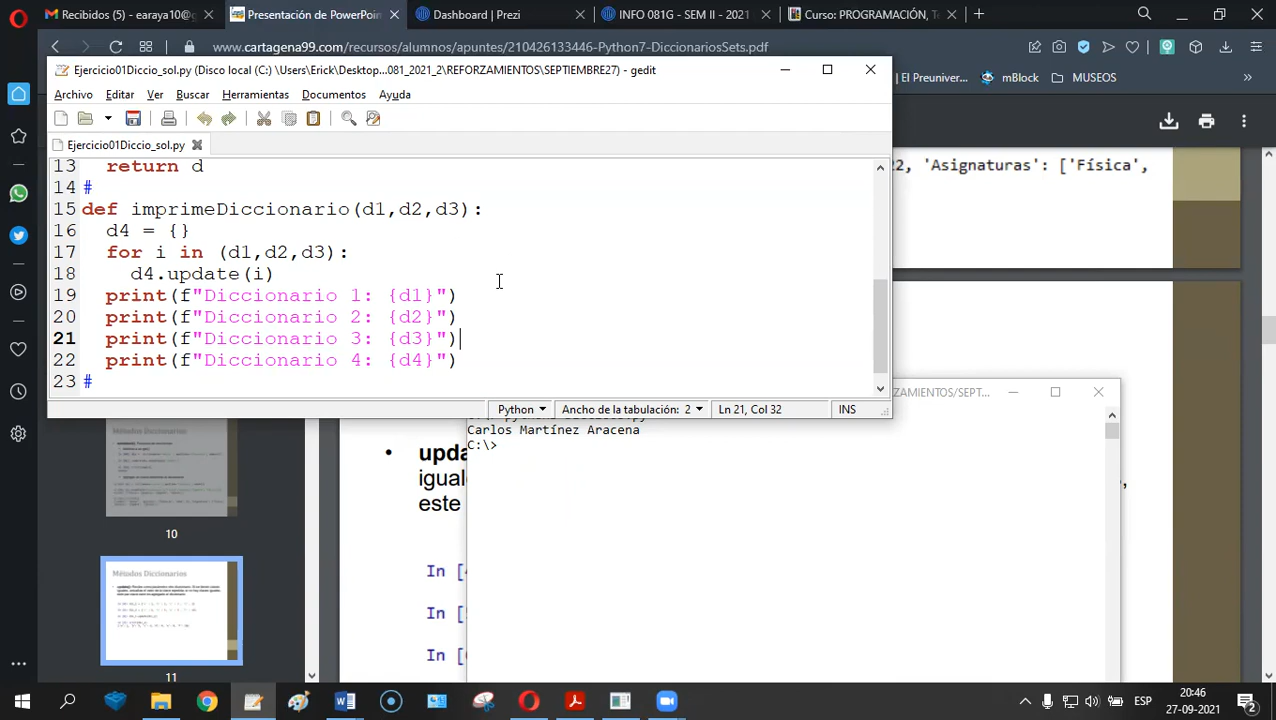 Recibidos (5) - earaya10@g
Presentación de PowerPoin
Dados (II) | Prezi
INFO 081G - SEM II - 2021
Curso: PROGRAMACIÓN, Te
www.cartagena99.com/recursos/alumnos/apuntes/210426133446-Python7-DiccionariosSets.pdf
El Preuniver…
mBlock
MUSEOS
Ejercicio01Diccio_sol.py (Disco local (C:) \Users\Erick\Desktop...081_2021_2\REFORZAMIENTOS\SEPTIEMBRE27) - gedit
Archivo Editar Ver Buscar Herramientas Documentos Ayuda
Ejercicio01Diccio_sol.py
22, 'Asignaturas': ['Física',
13 return d
14 #
15 def imprimeDiccionario(d1,d2,d3):
16 d4 = {}
17 for i in (d1,d2,d3):
18 d4.update(i)
19 print(f"Diccionario 1: {d1}")
20 print(f"Diccionario 2: {d2}")
21 print(f"Diccionario 3: {d3}")
22 print(f"Diccionario 4: {d4}")
23 #
Python Ancho de la tabulación: 2 Ln 21, Col 32 INS
ZAMIENTOS/SEPT...
Carlos Martínez Aracena
C:\>
• upda
igual
este
In [
In [
In [
10
Métodos Diccionarios
11
ESP
20:46
27-09-2021
2